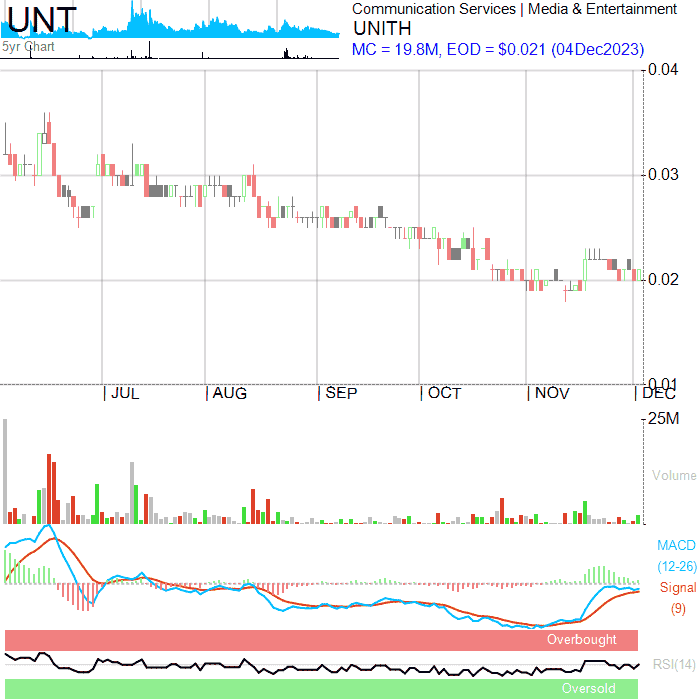 UNT
5yr Chart
Communication Services | Media & Entertainment
UNITH
MC = 19.8M, EOD = $0.021 (04Dec2023)
0.04
0.03
0.02
0.01
JUL AUG SEP OCT NOV DEC
25M
Volume
MACD
(12-26)
Signal
(9)
Overbought
RSI(14)
Oversold